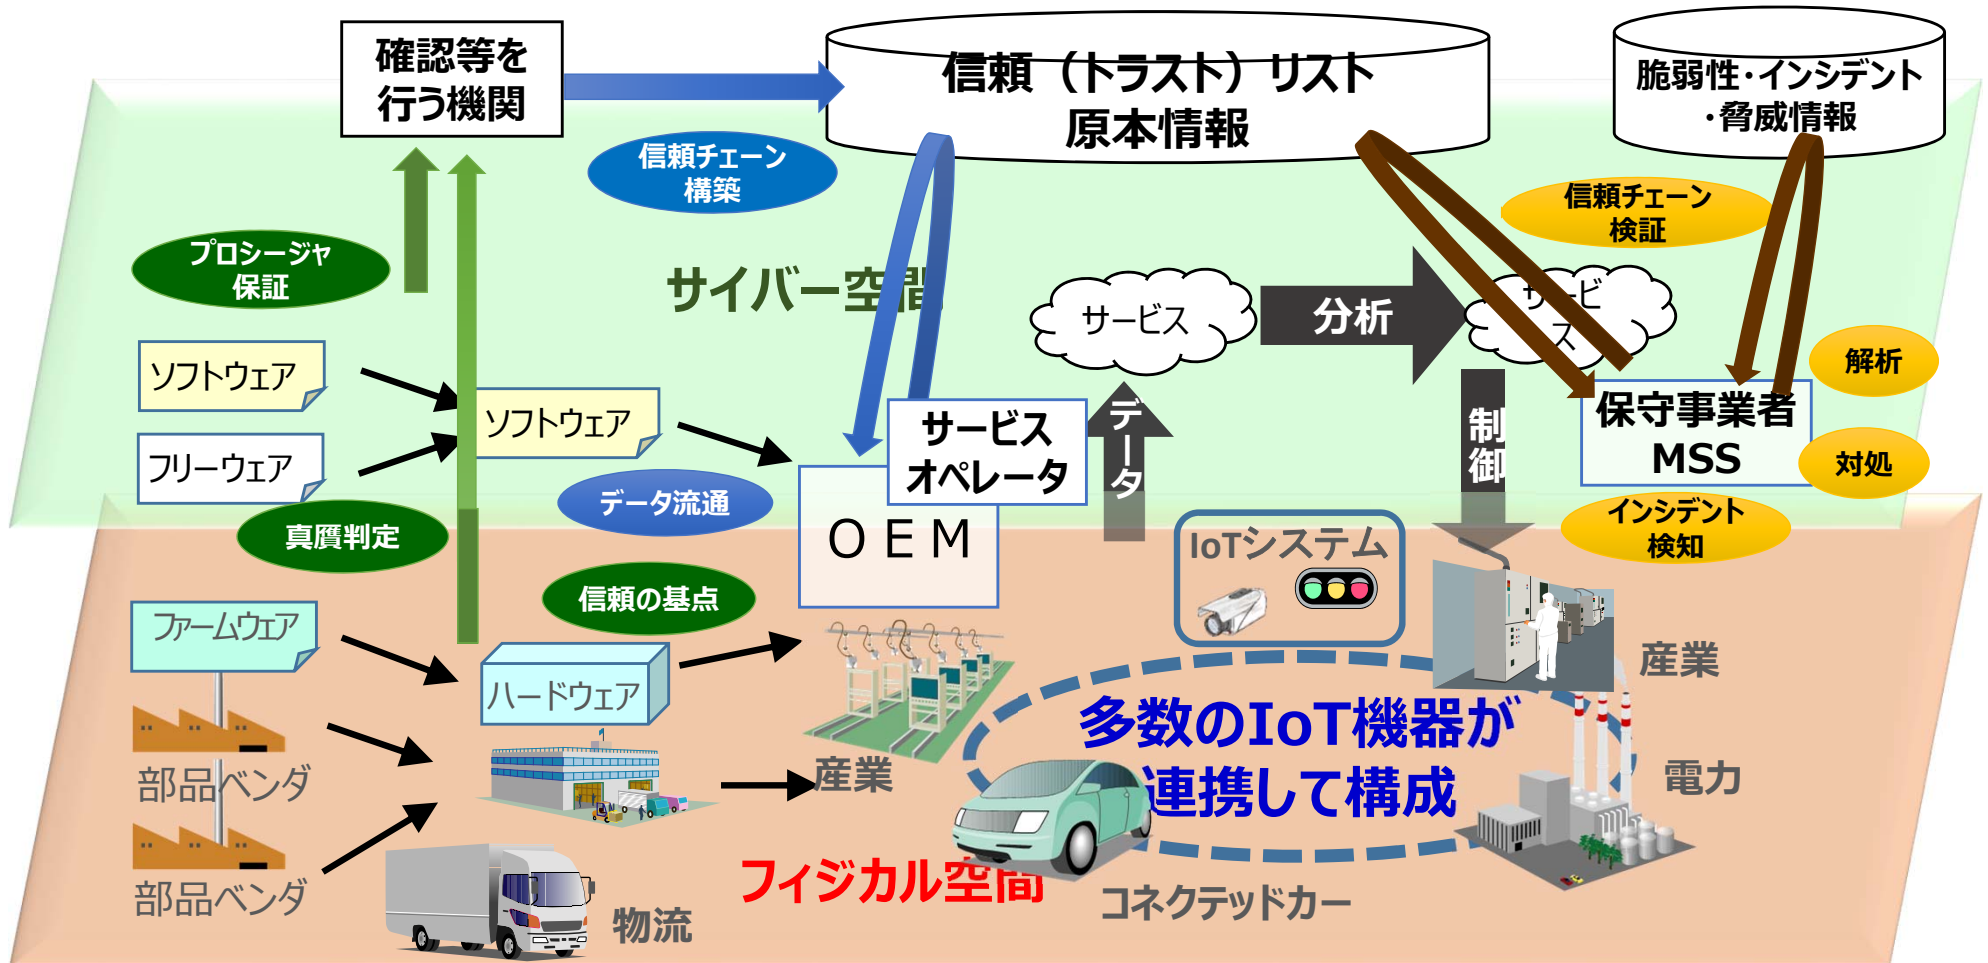 確認等を
行う機関
信頼（トラスト）リスト
原本情報
脆弱性・インシデント
・脅威情報
信頼チェーン
構築
信頼チェーン
検証
プロシージャ
保証
サイバー空間
サービス
分析
サービ
ス
ソフトウェア
ソフトウェア
フリーウェア
データ流通
真贋判定
サービス
オペレータ
OEM
データ
制御
保守事業者
MSS
解析
対処
インシデント
検知
信頼の基点
IoTシステム
ファームウェア
ハードウェア
部品ベンダ
部品ベンダ
産業
産業
多数のIoT機器が
連携して構成
電力
フィジカル空間
コネクテッドカー
物流